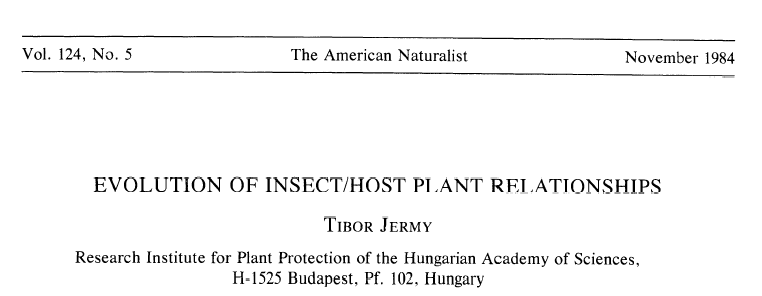 Vol. 124, No. 5 The American Naturalist November 1984
EVOLUTION OF INSECT/HOST PLANT RELATIONSHIPS
TIBOR JERMY
Research Institute for Plant Protection of the Hungarian Academy of Sciences,
H-1525 Budapest, Pf. 102, Hungary